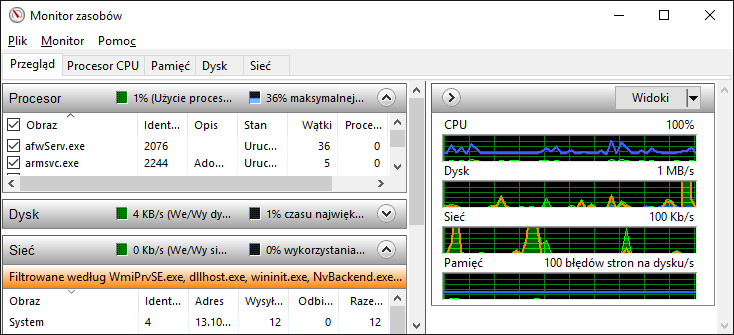 Monitor zasobów
Plik Monitor Pomoc
Przegląd Procesor CPU Pamięć Dysk Sieć
Procesor 1% (Użycie proces... 36% maksymalnej...
Obraz Ident... Opis Stan Wątki Proce...
afwServ.exe 2076 Uruc... 36 0
armsvc.exe 2244 Ado... Uruc... 5 0
Dysk 4 KB/s (We/Wy dy... 1% czasu najwięk...
Sieć 0 Kb/s (We/Wy si... 0% wykorzystania...
Filtrowane według WmiPrvSE.exe, dllhost.exe, wininit.exe, NvBackend.exe...
Obraz Ident... Adres Wysył... Odbi... Raze...
System 4 13.10... 12 0 12
Widoki
CPU 100%
Dysk 1 MB/s
Sieć 100 Kb/s
Pamięć 100 błędów stron na dysku/s